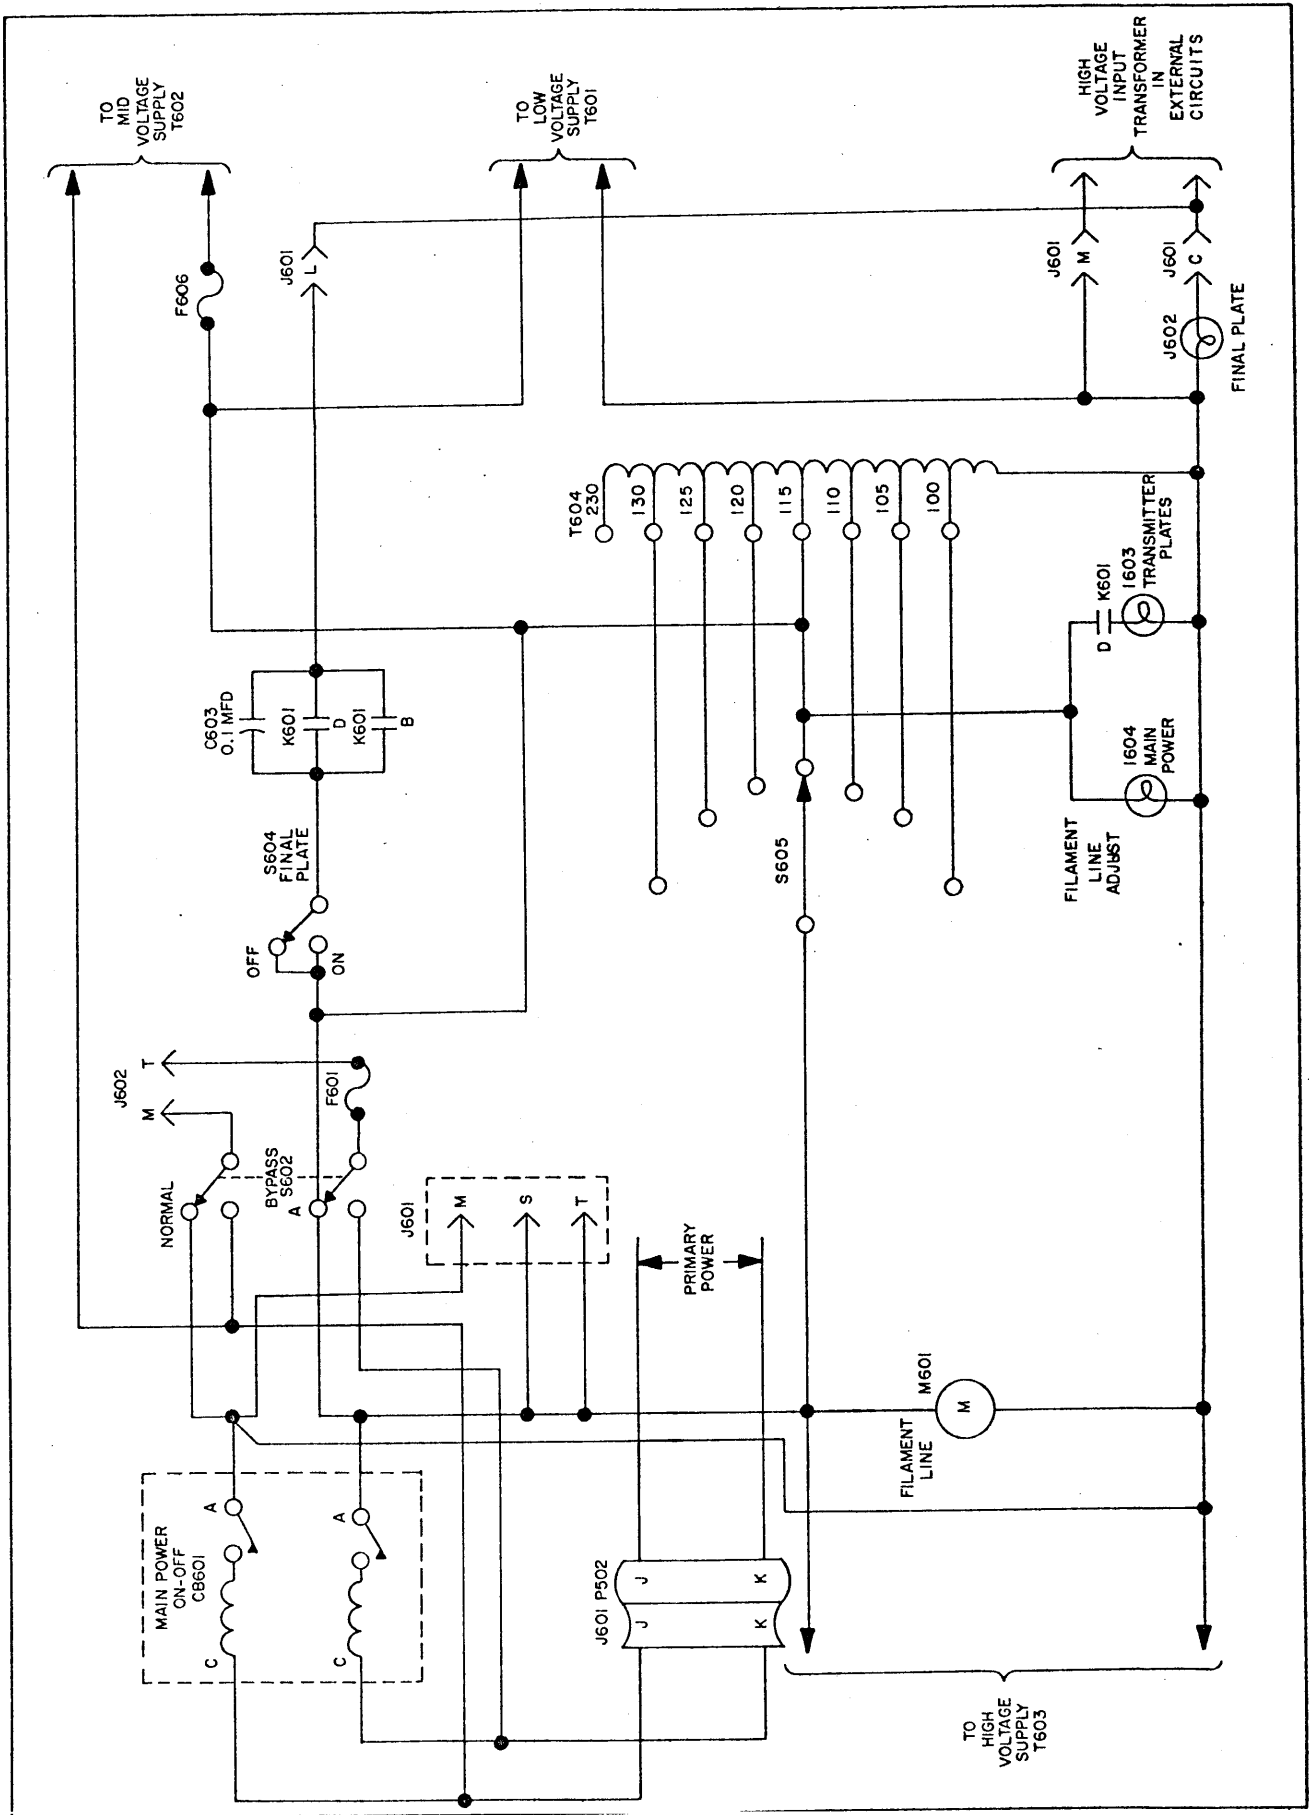 MAIN POWER
ON-OFF
CB601
C
A
C
A
NORMAL
BYPASS
S602
A
J602
M
T
F601
OFF
ON
S604
FINAL
PLATE
C603
0.1 MFD
K601
D
K601
B
F606
TO
MID
VOLTAGE
SUPPLY
T602
J601
L
J601
M
S
T
TO
LOW
VOLTAGE
SUPPLY
T601
J601 P502
J
J
K
K
PRIMARY
POWER
S605
T604
230
130
125
120
115
110
105
100
FILAMENT
LINE
M601
M
FILAMENT
LINE
ADJUST
I604
MAIN
POWER
D
K601
I603
TRANSMITTER
PLATES
J601
M
J602
J601
C
FINAL PLATE
HIGH
VOLTAGE
INPUT
TRANSFORMER
IN
EXTERNAL
CIRCUITS
TO
HIGH
VOLTAGE
SUPPLY
T603